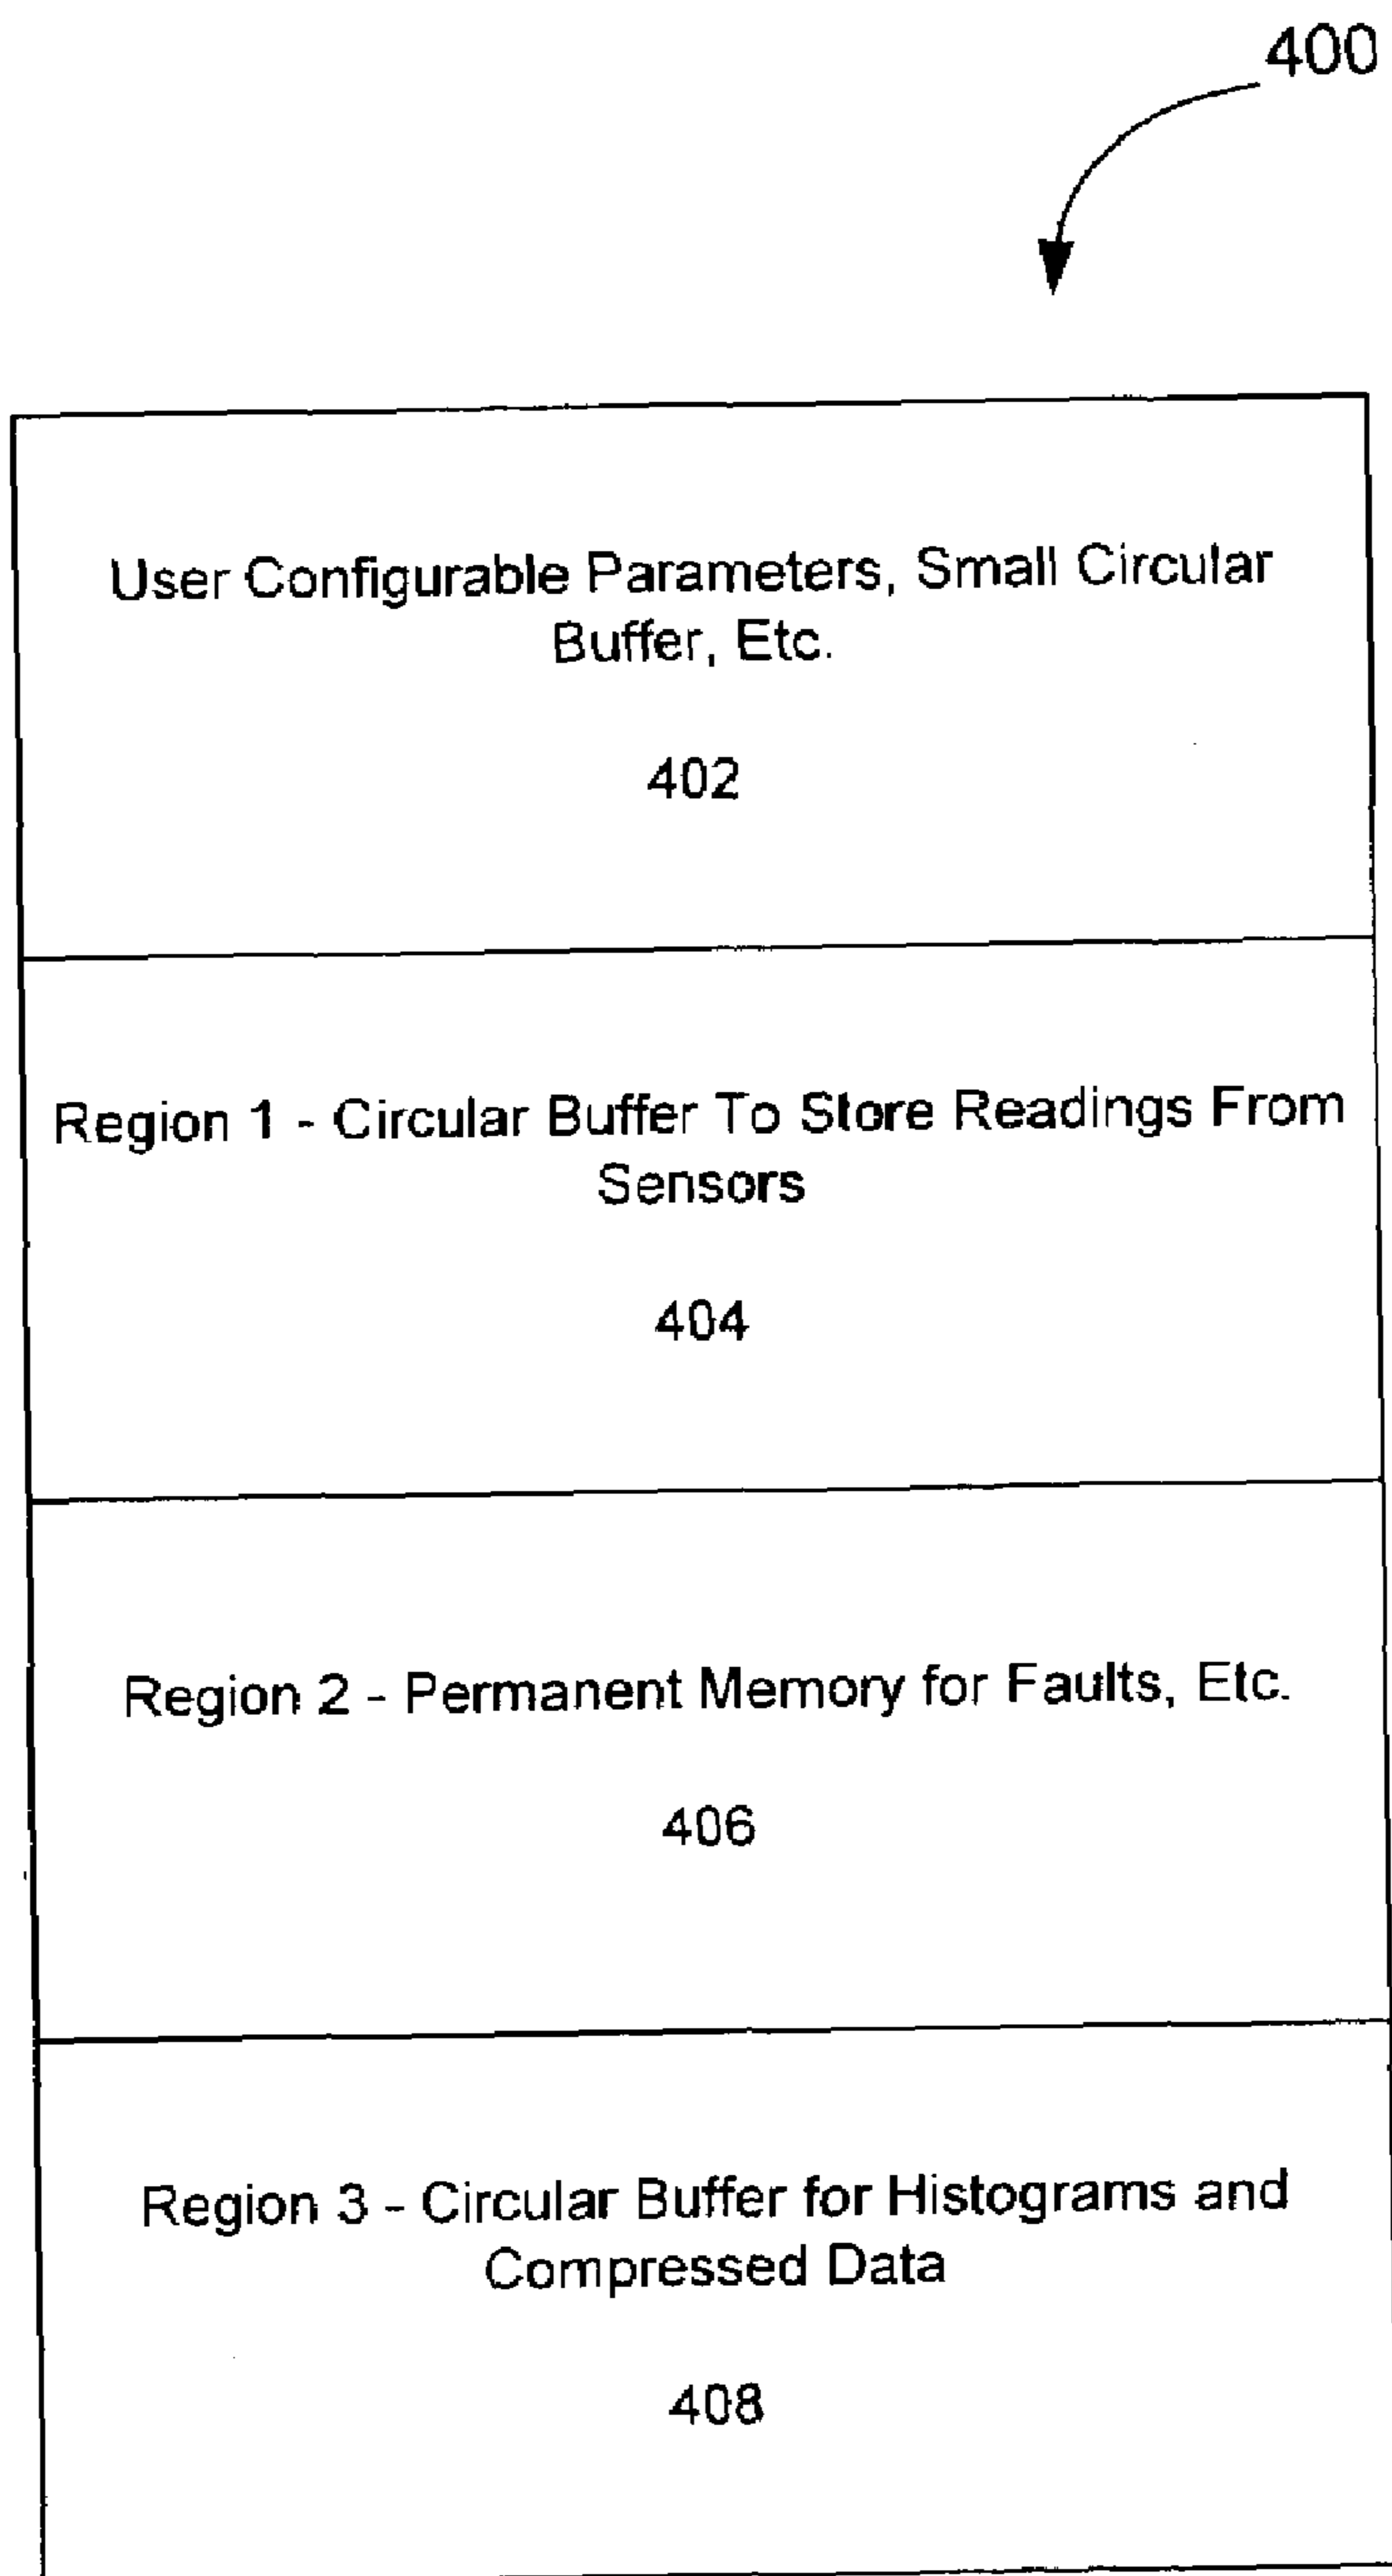 400
User Configurable Parameters, Small Circular
Buffer, Etc.
402
Region 1 - Circular Buffer To Store Readings From
Sensors
404
Region 2 - Permanent Memory for Faults, Etc.
406
Region 3 - Circular Buffer for Histograms and
Compressed Data
408